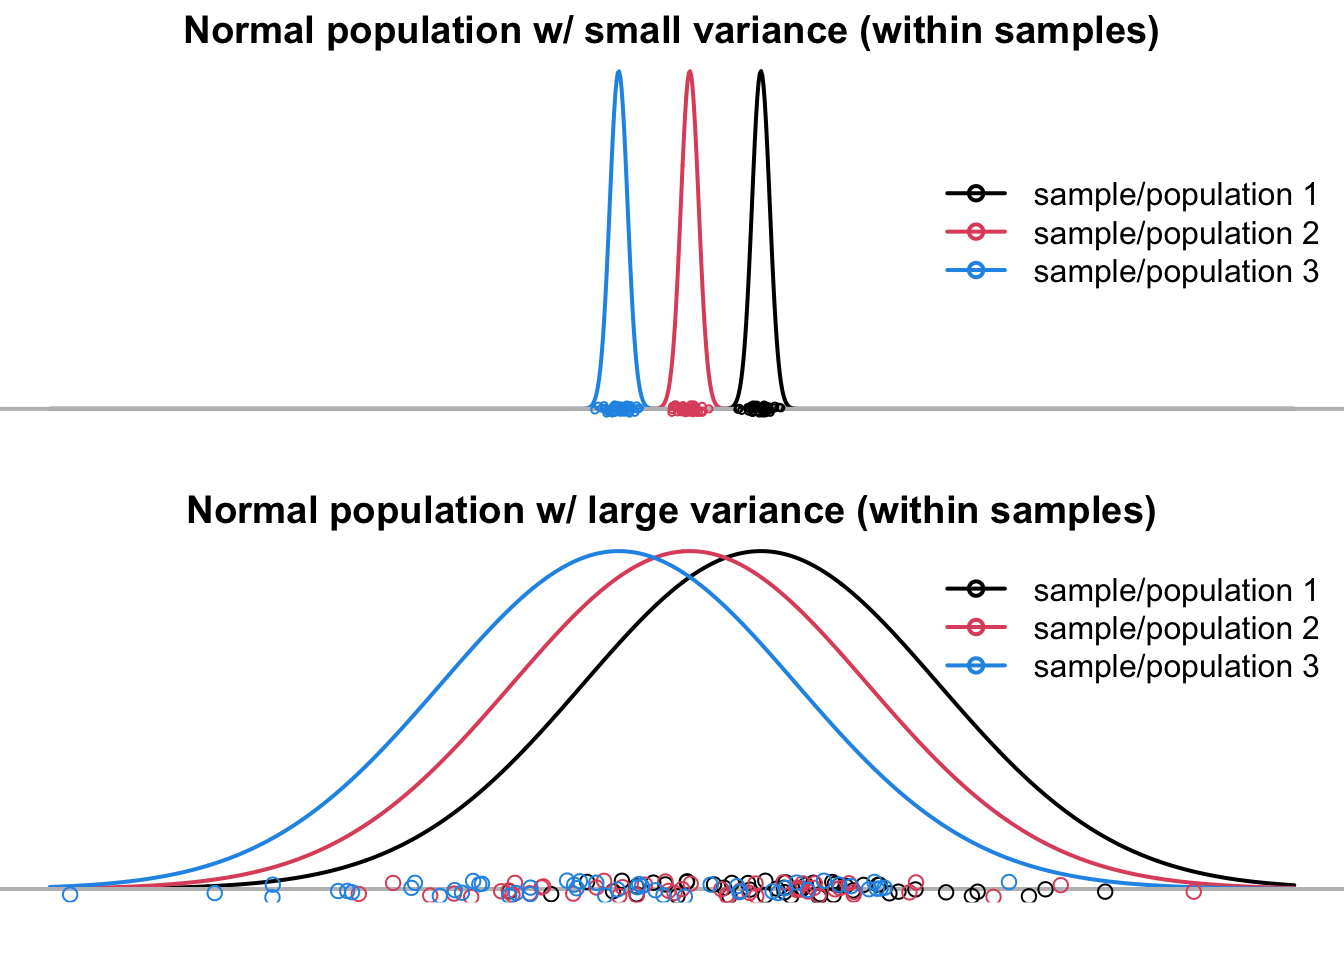 Normal population w/ small variance (within samples)
sample/population 1
sample/population 2
sample/population 3
Normal population w/ large variance (within samples)
sample/population 1
sample/population 2
sample/population 3